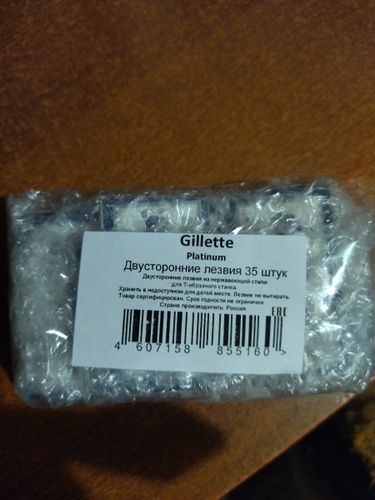 Gillette
Platinum
Двусторонние лезвия 35 штук
Двусторонние лезвия из нержавеющей стали
для Т-образного станка
Хранить в недоступном для детей месте. Лезвие не вытирать.
Товар сертифицирован. Срок годности не ограничен
Страна производитель: Россия
EAC
4 607158 855160 >